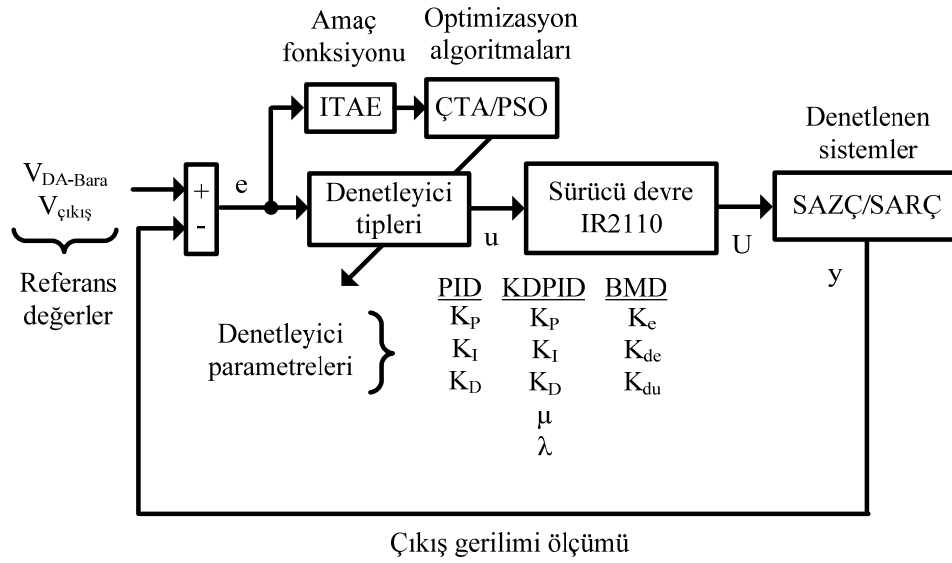 Amaç
fonksiyonu
Optimizasyon
algoritmaları
ITAE
ÇTA/PSO
Denetlenen
sistemler
V_DA-Bara
V_çıkış
+
-
e
Denetleyici
tipleri
u
Sürücü devre
IR2110
U
SAZÇ/SARÇ
y
Referans
değerler
Denetleyici
parametreleri
PID KDPID BMD
K_P K_P K_e
K_I K_I K_de
K_D K_D K_du
μ
λ
Çıkış gerilimi ölçümü